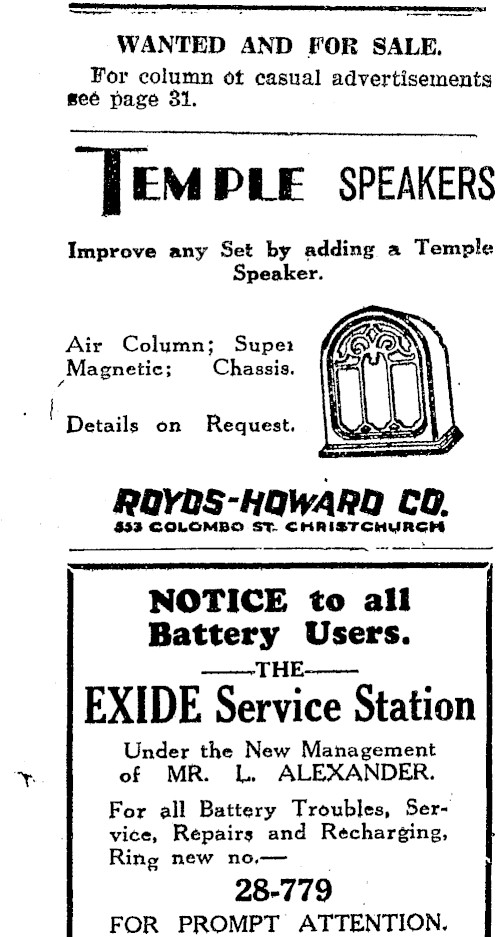 WANTED AND FOR SALE.
For column of casual advertisements
see page 31.
TEMPLE SPEAKERS
Improve any Set by adding a Temple
Speaker.
Air Column; Super
Magnetic; Chassis.
Details on Request.
ROYDS-HOWARD CO.
553 COLOMBO ST. CHRISTCHURCH
NOTICE to all
Battery Users.
THE
EXIDE Service Station
Under the New Management
of MR. L. ALEXANDER.
For all Battery Troubles, Ser-
vice, Repairs and Recharging,
Ring new no.—
28-779
FOR PROMPT ATTENTION.